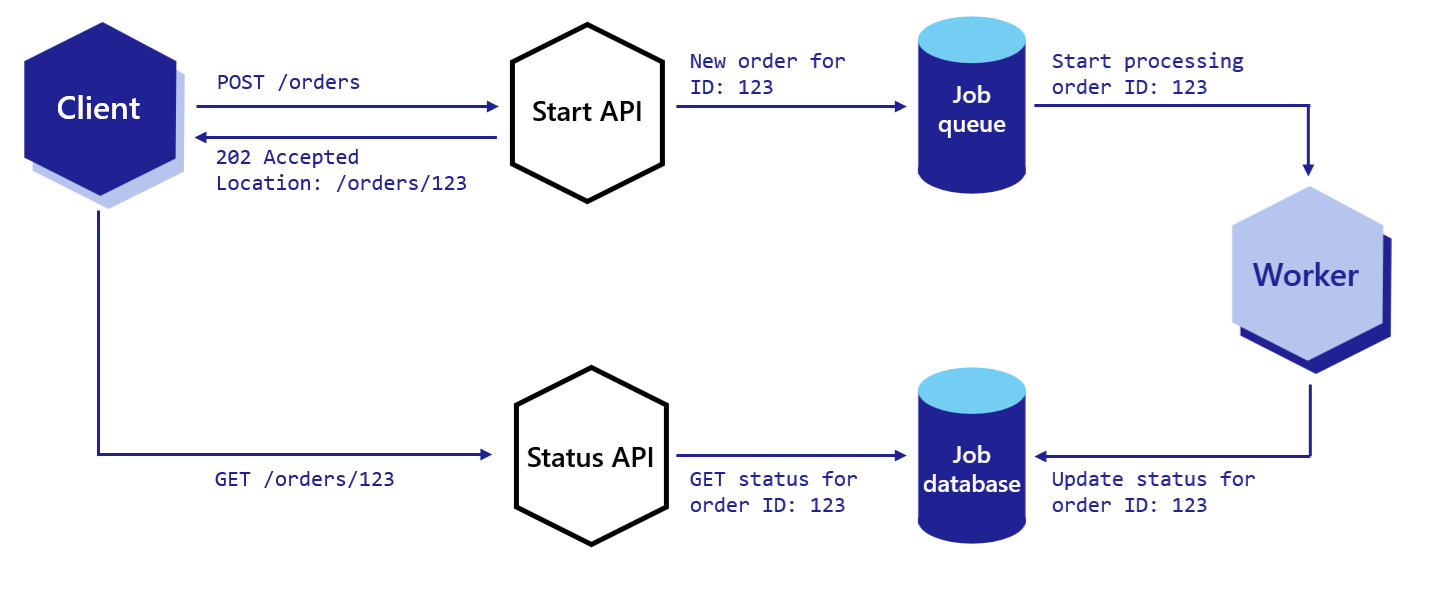 Client
POST /orders
202 Accepted
Location: /orders/123
Start API
New order for
ID: 123
Job
queue
Start processing
order ID: 123
Worker
GET /orders/123
Status API
GET status for
order ID: 123
Job
database
Update status for
order ID: 123